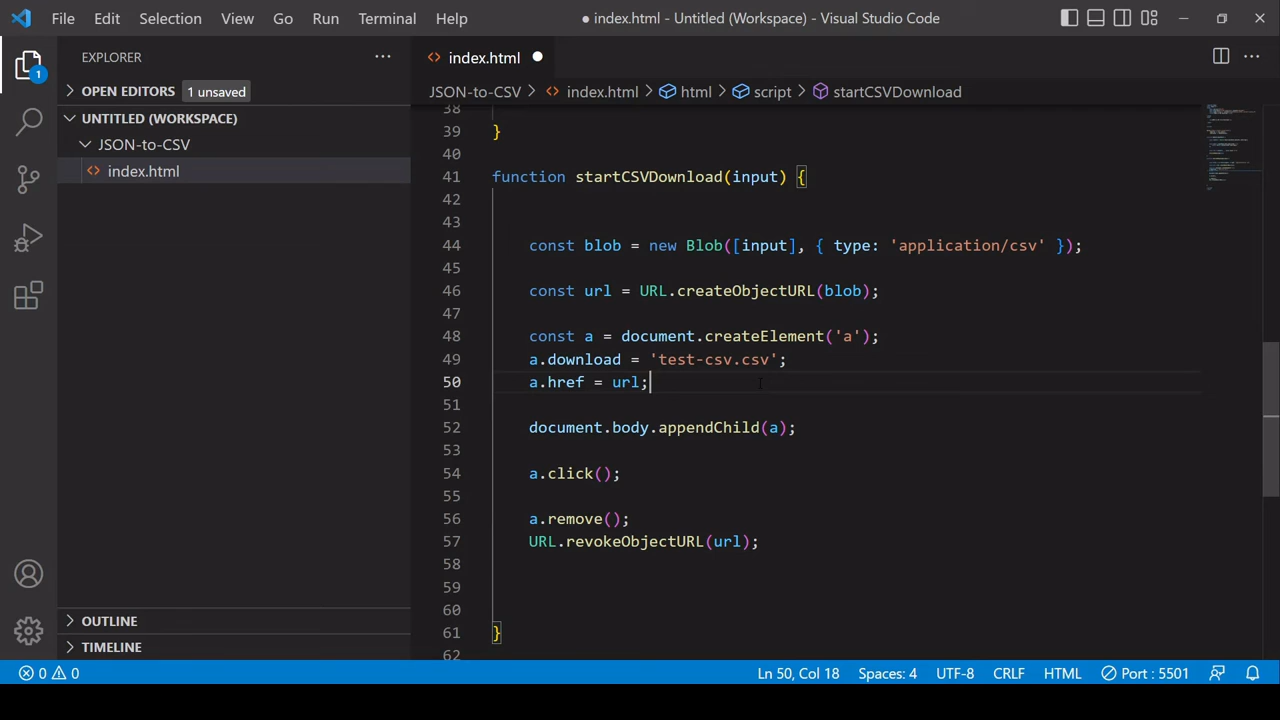 File Edit Selection View Go Run Terminal Help ● index.html - Untitled (Workspace) - Visual Studio Code
EXPLORER
index.html
1
OPEN EDITORS 1 unsaved
UNTITLED (WORKSPACE)
JSON-to-CSV
index.html
OUTLINE
TIMELINE
JSON-to-CSV > index.html > html > script > startCSVDownload
38
39 }
40
41 function startCSVDownload(input) {
42
43
44 const blob = new Blob([input], { type: 'application/csv' });
45
46 const url = URL.createObjectURL(blob);
47
48 const a = document.createElement('a');
49 a.download = 'test-csv.csv';
50 a.href = url;
51
52 document.body.appendChild(a);
53
54 a.click();
55
56 a.remove();
57 URL.revokeObjectURL(url);
58
59
60
61 }
62
0 0 Ln 50, Col 18 Spaces: 4 UTF-8 CRLF HTML Port : 5501